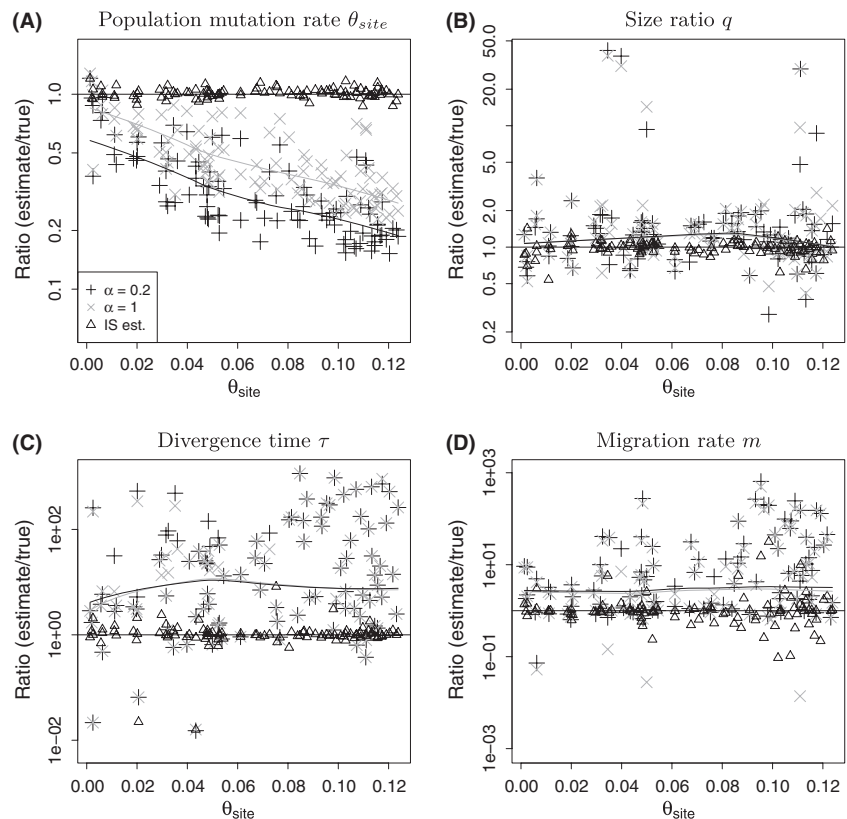 (A) Population mutation rate θsite
Ratio (estimate/true)
1.0
0.5
0.2
0.1
+ α = 0.2
× α = 1
△ IS est.
0.00 0.02 0.04 0.06 0.08 0.10 0.12
θsite
(B) Size ratio q
Ratio (estimate/true)
50.0
20.0
5.0
2.0
1.0
0.5
0.2
0.00 0.02 0.04 0.06 0.08 0.10 0.12
θsite
(C) Divergence time τ
Ratio (estimate/true)
1e+02
1e+00
1e−02
0.00 0.02 0.04 0.06 0.08 0.10 0.12
θsite
(D) Migration rate m
Ratio (estimate/true)
1e+03
1e+01
1e−01
1e−03
0.00 0.02 0.04 0.06 0.08 0.10 0.12
θsite